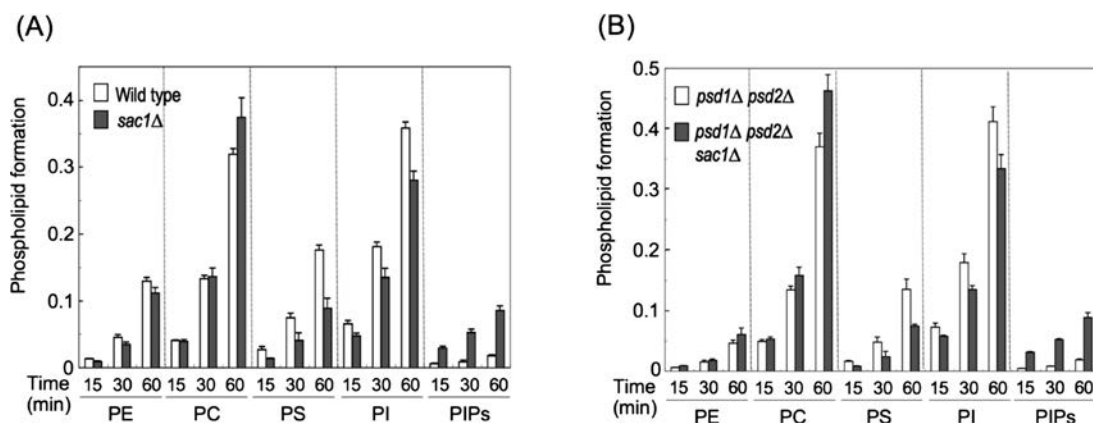 (A)
Phospholipid formation
0.4
0.3
0.2
0.1
0
Wild type
sac1Δ
Time
(min)
15 30 60 15 30 60 15 30 60 15 30 60 15 30 60
PE PC PS PI PIPs
(B)
Phospholipid formation
0.5
0.4
0.3
0.2
0.1
0
psd1Δ psd2Δ
psd1Δ psd2Δ
sac1Δ
Time
(min)
15 30 60 15 30 60 15 30 60 15 30 60 15 30 60
PE PC PS PI PIPs